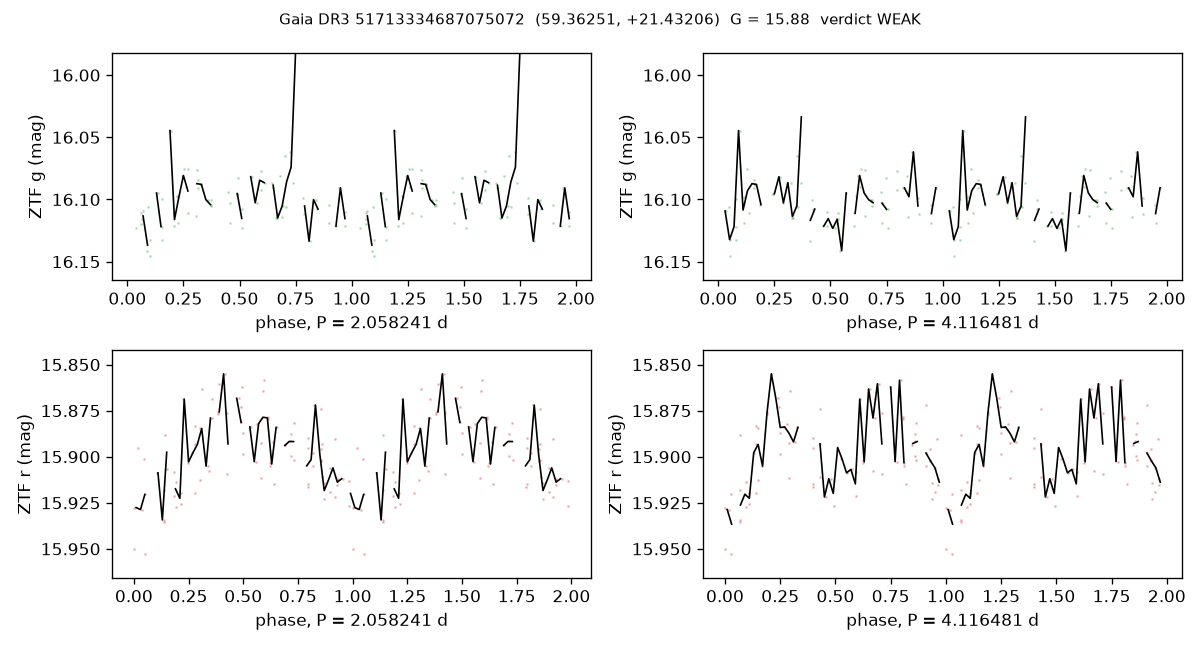 Gaia DR3 51713334687075072  (59.36251, +21.43206)  G = 15.88  verdict WEAK
ZTF g (mag)
16.00
16.05
16.10
16.15
0.00 0.25 0.50 0.75 1.00 1.25 1.50 1.75 2.00
phase, P = 2.058241 d
ZTF g (mag)
16.00
16.05
16.10
16.15
0.00 0.25 0.50 0.75 1.00 1.25 1.50 1.75 2.00
phase, P = 4.116481 d
ZTF r (mag)
15.850
15.875
15.900
15.925
15.950
0.00 0.25 0.50 0.75 1.00 1.25 1.50 1.75 2.00
phase, P = 2.058241 d
ZTF r (mag)
15.850
15.875
15.900
15.925
15.950
0.00 0.25 0.50 0.75 1.00 1.25 1.50 1.75 2.00
phase, P = 4.116481 d